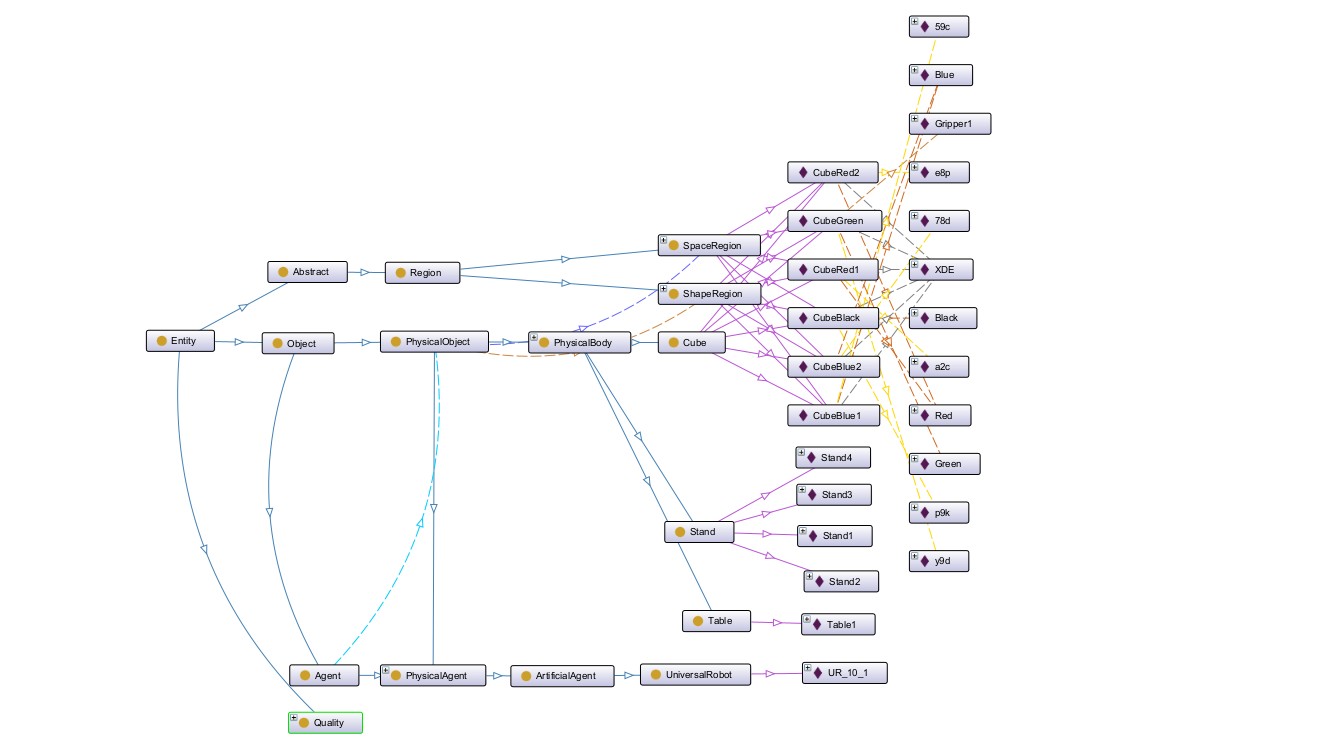 59c
Blue
Gripper1
CubeRed2
e8p
CubeGreen
78d
SpaceRegion
Abstract
Region
CubeRed1
XDE
ShapeRegion
CubeBlack
Black
Entity
Object
PhysicalObject
PhysicalBody
Cube
CubeBlue2
a2c
CubeBlue1
Red
Stand4
Green
Stand3
p9k
Stand
Stand1
y9d
Stand2
Table
Table1
Agent
PhysicalAgent
ArtificialAgent
UniversalRobot
UR_10_1
Quality